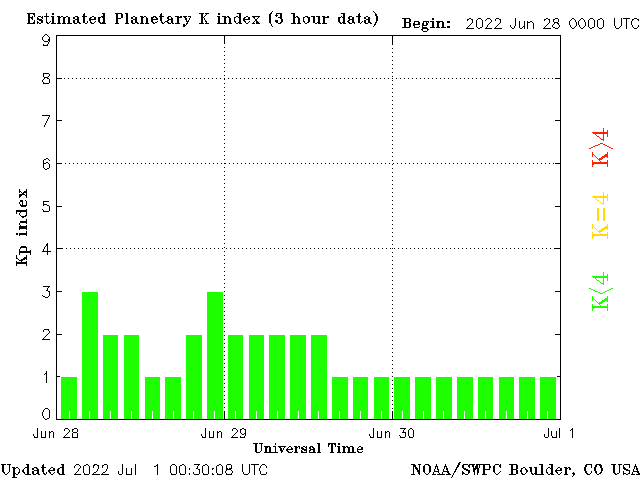 Estimated Planetary K index (3 hour data) Begin: 2022 Jun 28 0000 UTC
9
8
7
6
5
4
3
2
1
0
Kp index
K>4
K=4
K<4
Jun 28 Jun 29 Jun 30 Jul 1
Universal Time
Updated 2022 Jul 1 00:30:08 UTC NOAA/SWPC Boulder, CO USA